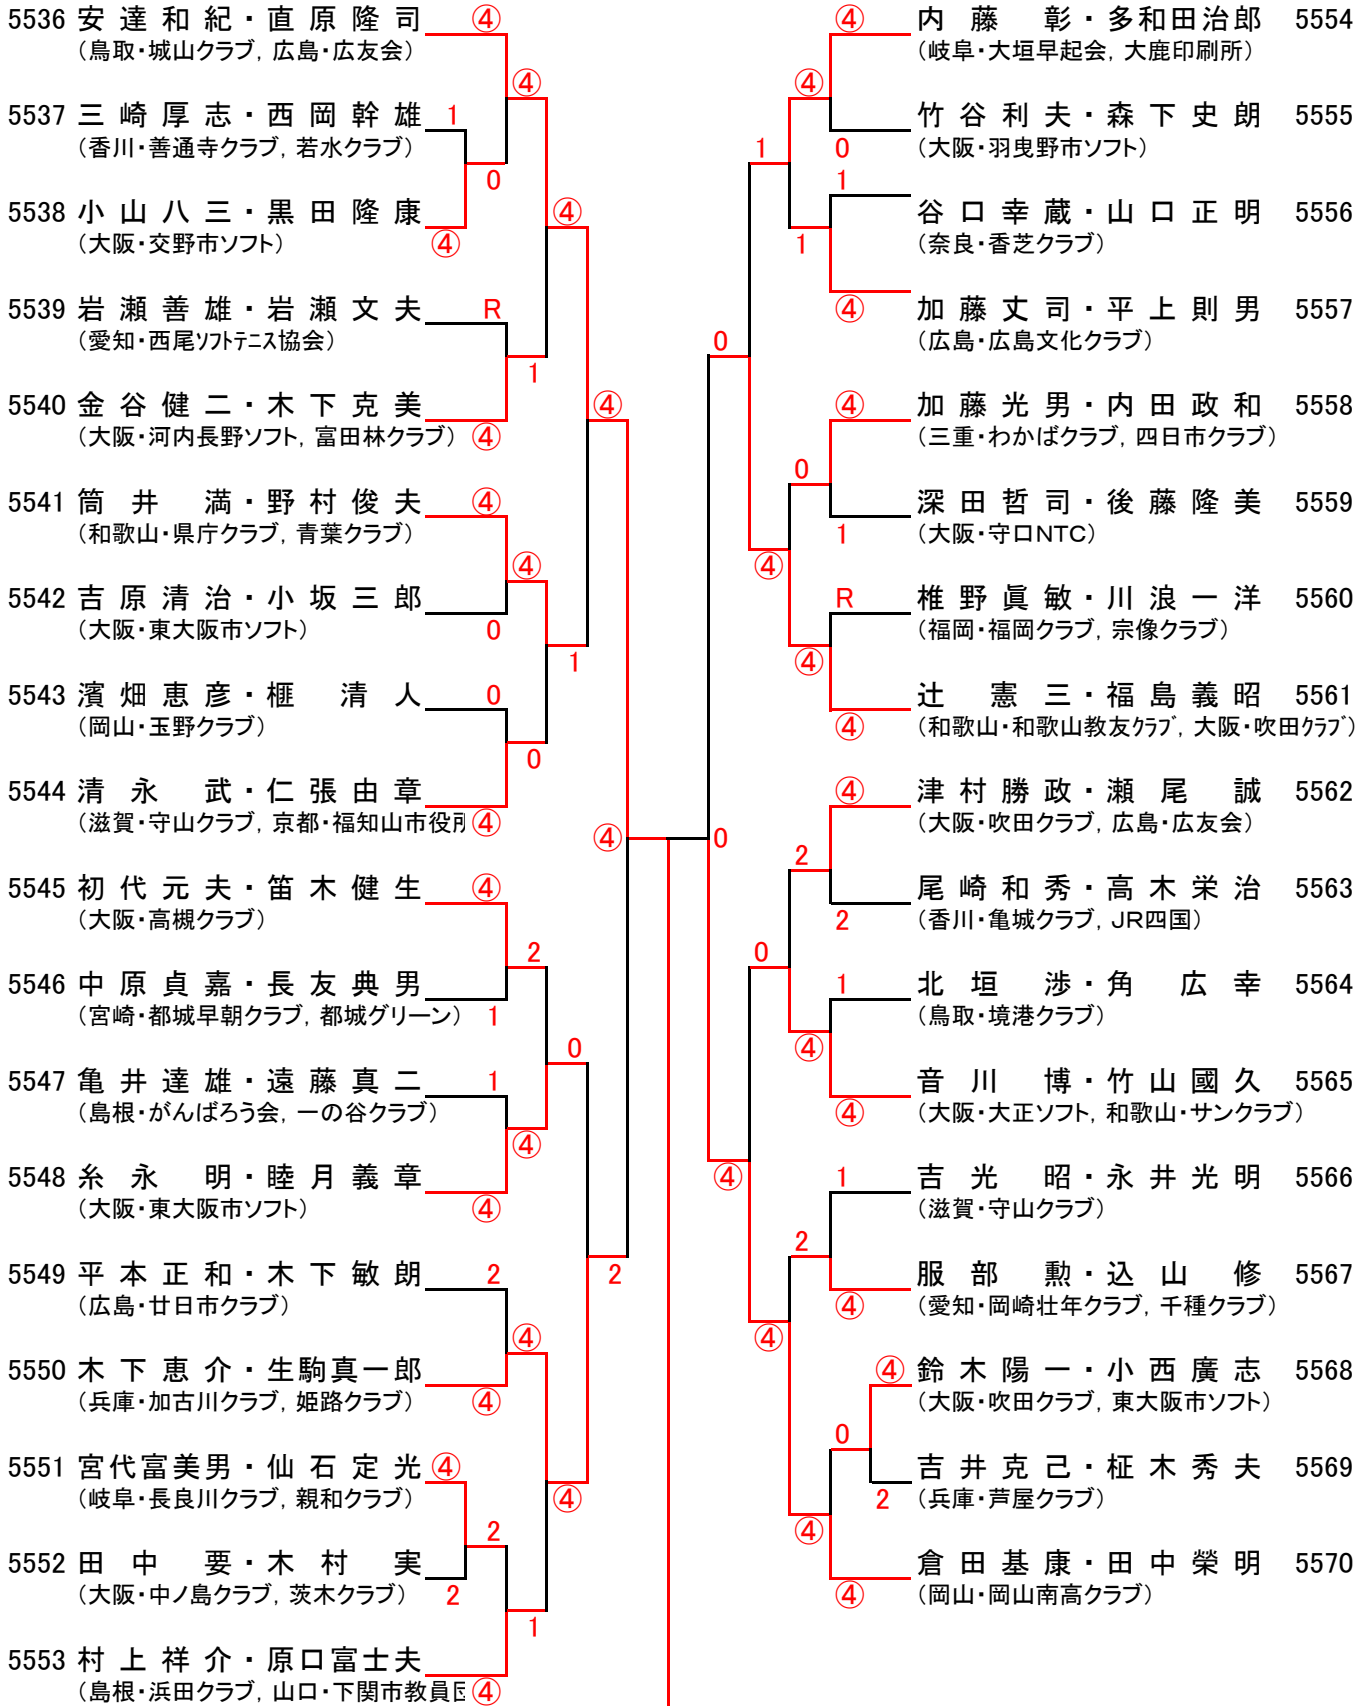 5536 安達和紀・直原隆司 ④
(鳥取・城山クラブ, 広島・広友会)
④
5537 三崎厚志・西岡幹雄 1
(香川・善通寺クラブ, 若水クラブ)
0
5538 小山八三・黒田隆康
(大阪・交野市ソフト) ④
④
5539 岩瀬善雄・岩瀬文夫 R
(愛知・西尾ソフトテニス協会)
1
5540 金谷健二・木下克美
(大阪・河内長野ソフト, 富田林クラブ) ④
④
5541 筒井 満・野村俊夫 ④
(和歌山・県庁クラブ, 青葉クラブ)
④
5542 吉原清治・小坂三郎
(大阪・東大阪市ソフト) 0
1
5543 濱畑恵彦・榧 清人 0
(岡山・玉野クラブ)
0
5544 清永 武・仁張由章
(滋賀・守山クラブ, 京都・福知山市役所 ④
④
5545 初代元夫・笛木健生 ④
(大阪・高槻クラブ)
2
5546 中原貞嘉・長友典男
(宮崎・都城早朝クラブ, 都城グリーン) 1
0
5547 亀井達雄・遠藤真二 1
(島根・がんばろう会, 一の谷クラブ)
④
5548 糸永 明・睦月義章
(大阪・東大阪市ソフト) ④
2
5549 平本正和・木下敏朗 2
(広島・廿日市クラブ)
④
5550 木下恵介・生駒真一郎
(兵庫・加古川クラブ, 姫路クラブ) ④
5551 宮代富美男・仙石定光 ④
(岐阜・長良川クラブ, 親和クラブ)
④
2
5552 田中 要・木村 実
(大阪・中ノ島クラブ, 茨木クラブ) 2
1
5553 村上祥介・原口富士夫
(島根・浜田クラブ, 山口・下関市教員団 ④
④ 内藤 彰・多和田治郎 5554
(岐阜・大垣早起会, 大鹿印刷所)
④
竹谷利夫・森下史朗 5555
0 (大阪・羽曳野市ソフト)
1
1
谷口幸蔵・山口正明 5556
(奈良・香芝クラブ)
1
加藤丈司・平上則男 5557
④ (広島・広島文化クラブ)
0
④ 加藤光男・内田政和 5558
(三重・わかばクラブ, 四日市クラブ)
0
深田哲司・後藤隆美 5559
1 (大阪・守口NTC)
④
R 椎野眞敏・川浪一洋 5560
(福岡・福岡クラブ, 宗像クラブ)
④
辻 憲三・福島義昭 5561
④ (和歌山・和歌山教友クラブ, 大阪・吹田クラブ)
0
④ 津村勝政・瀬尾 誠 5562
(大阪・吹田クラブ, 広島・広友会)
2
尾崎和秀・高木栄治 5563
2 (香川・亀城クラブ, JR四国)
0
1 北垣 渉・角 広幸 5564
(鳥取・境港クラブ)
④
音川 博・竹山國久 5565
④ (大阪・大正ソフト, 和歌山・サンクラブ)
④
1 吉光 昭・永井光明 5566
(滋賀・守山クラブ)
2
服部 勲・込山 修 5567
④ (愛知・岡崎壮年クラブ, 千種クラブ)
④
④ 鈴木陽一・小西廣志 5568
(大阪・吹田クラブ, 東大阪市ソフト)
0
吉井克己・柾木秀夫 5569
2 (兵庫・芦屋クラブ)
④
倉田基康・田中榮明 5570
④ (岡山・岡山南高クラブ)